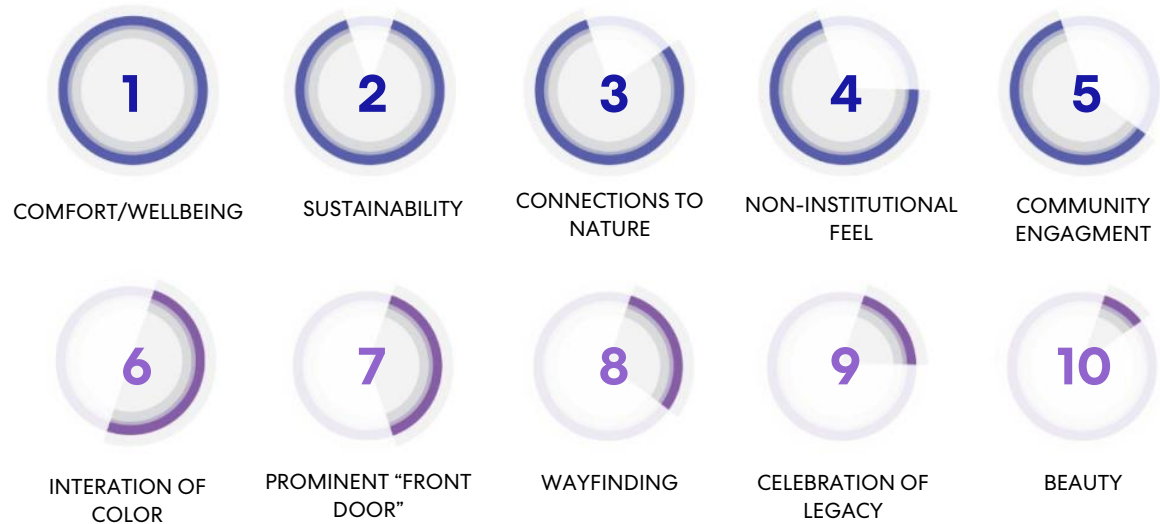 1
2
3
4
5
COMFORT/WELLBEING
SUSTAINABILITY
CONNECTIONS TO
NATURE
NON-INSTITUTIONAL
FEEL
COMMUNITY
ENGAGMENT
6
7
8
9
10
INTERATION OF
COLOR
PROMINENT “FRONT
DOOR”
WAYFINDING
CELEBRATION OF
LEGACY
BEAUTY